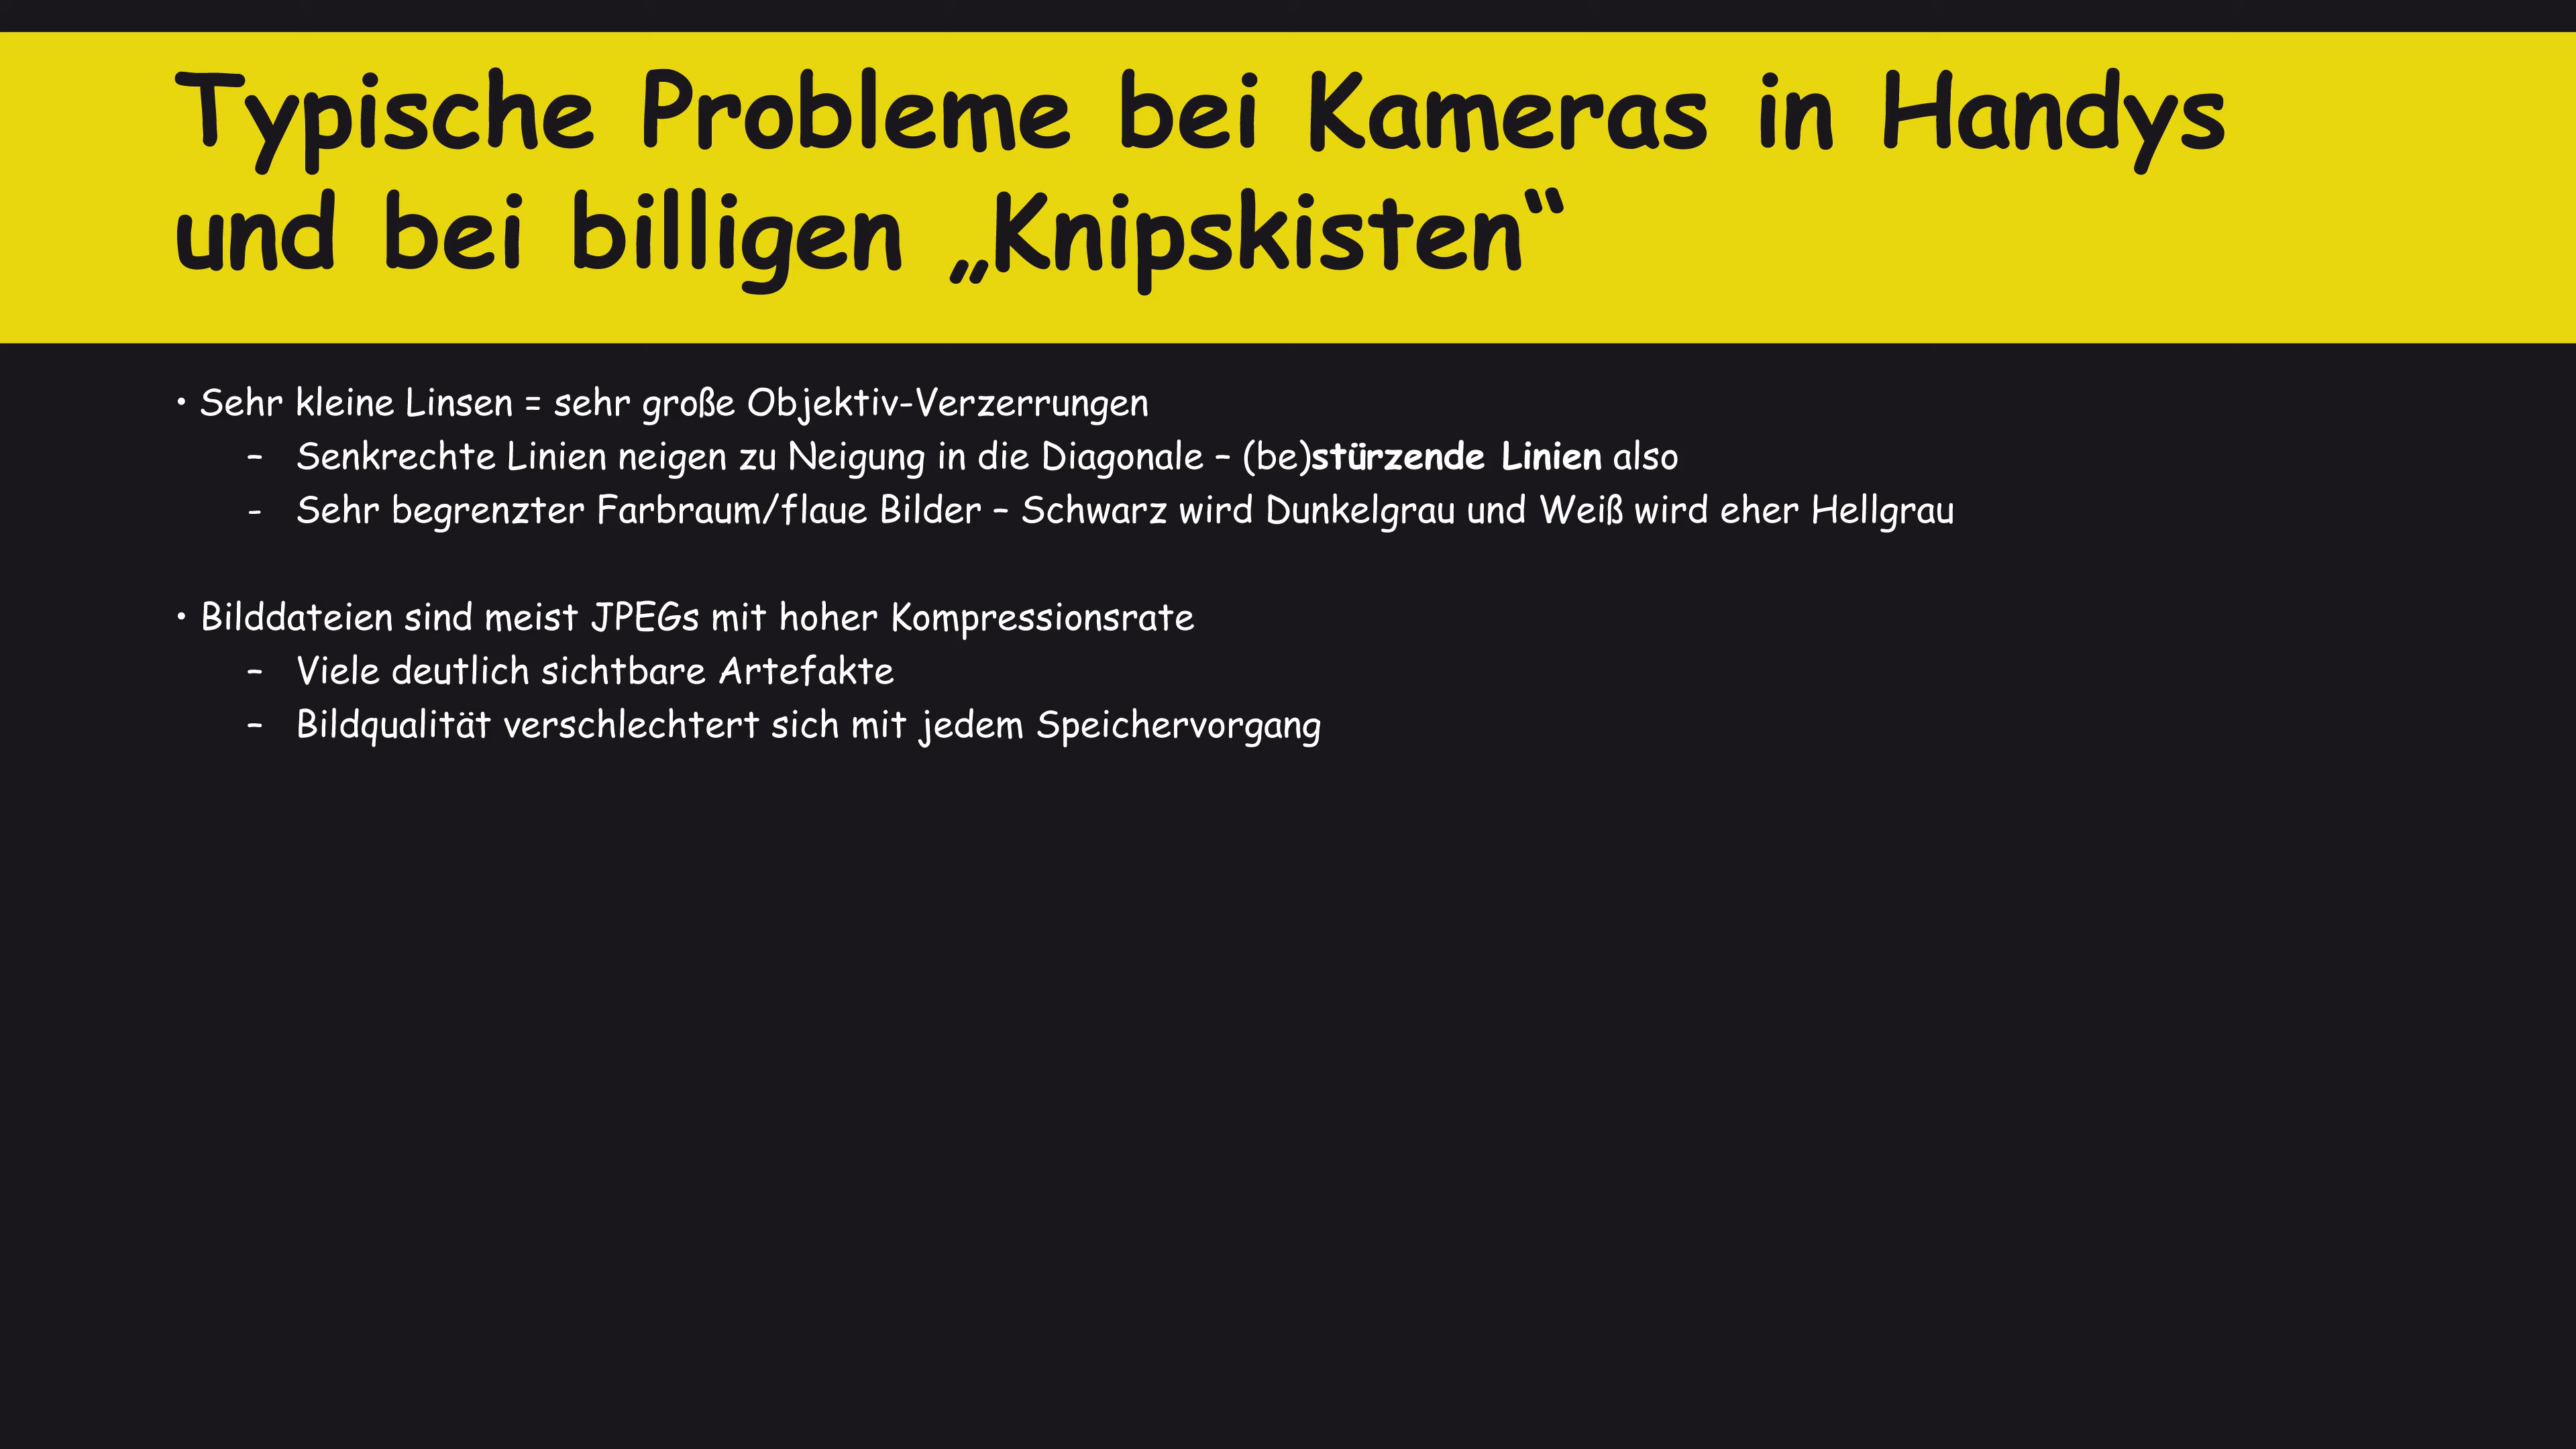 Typische Probleme bei Kameras in Handys
und bei billigen „Knipskisten“
• Sehr kleine Linsen = sehr große Objektiv-Verzerrungen
– Senkrechte Linien neigen zu Neigung in die Diagonale – (be)stürzende Linien also
- Sehr begrenzter Farbraum/flaue Bilder – Schwarz wird Dunkelgrau und Weiß wird eher Hellgrau
• Bilddateien sind meist JPEGs mit hoher Kompressionsrate
– Viele deutlich sichtbare Artefakte
– Bildqualität verschlechtert sich mit jedem Speichervorgang